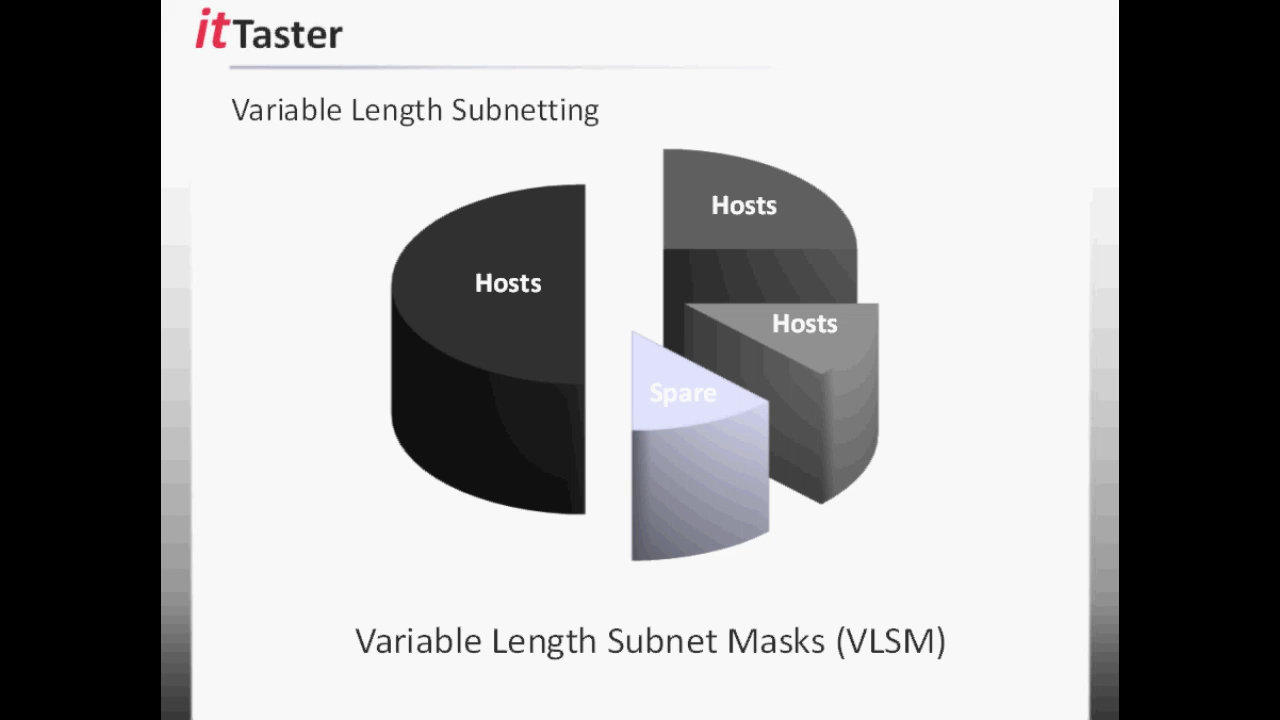 itTaster
Variable Length Subnetting
Hosts
Hosts
Hosts
Spare
Variable Length Subnet Masks (VLSM)